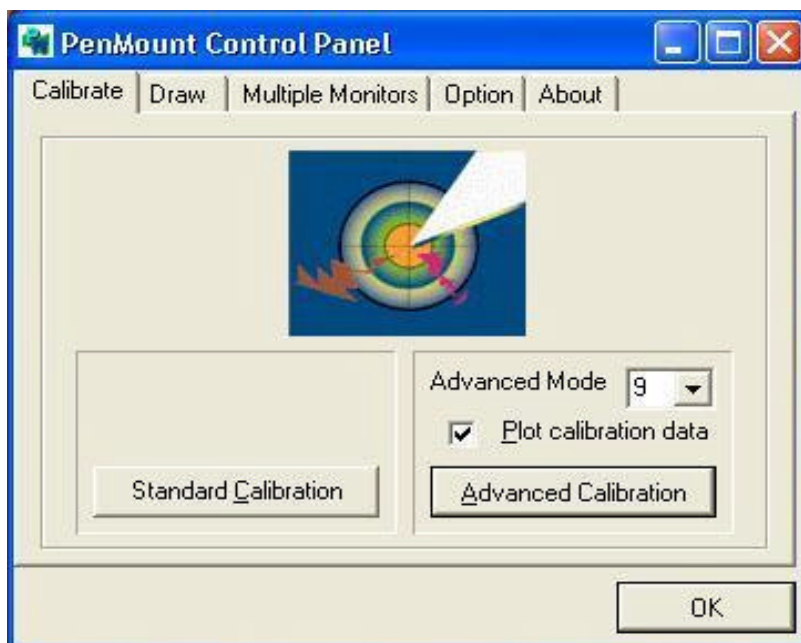 PenMount Control Panel
Calibrate Draw Multiple Monitors Option About
Advanced Mode 9
Plot calibration data
Standard Calibration Advanced Calibration
OK